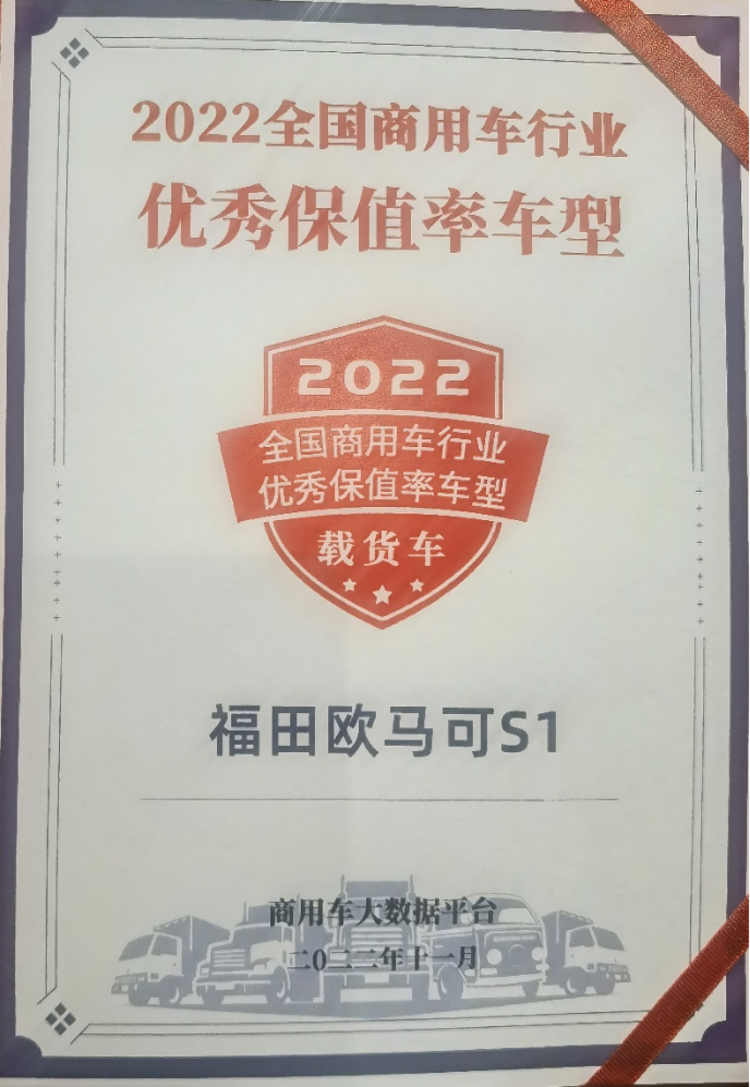 2022全国商用车行业
优秀保值率车型
2022
全国商用车行业
优秀保值率车型
载货车
福田欧马可S1
商用车大数据平台
二0二二年十一月